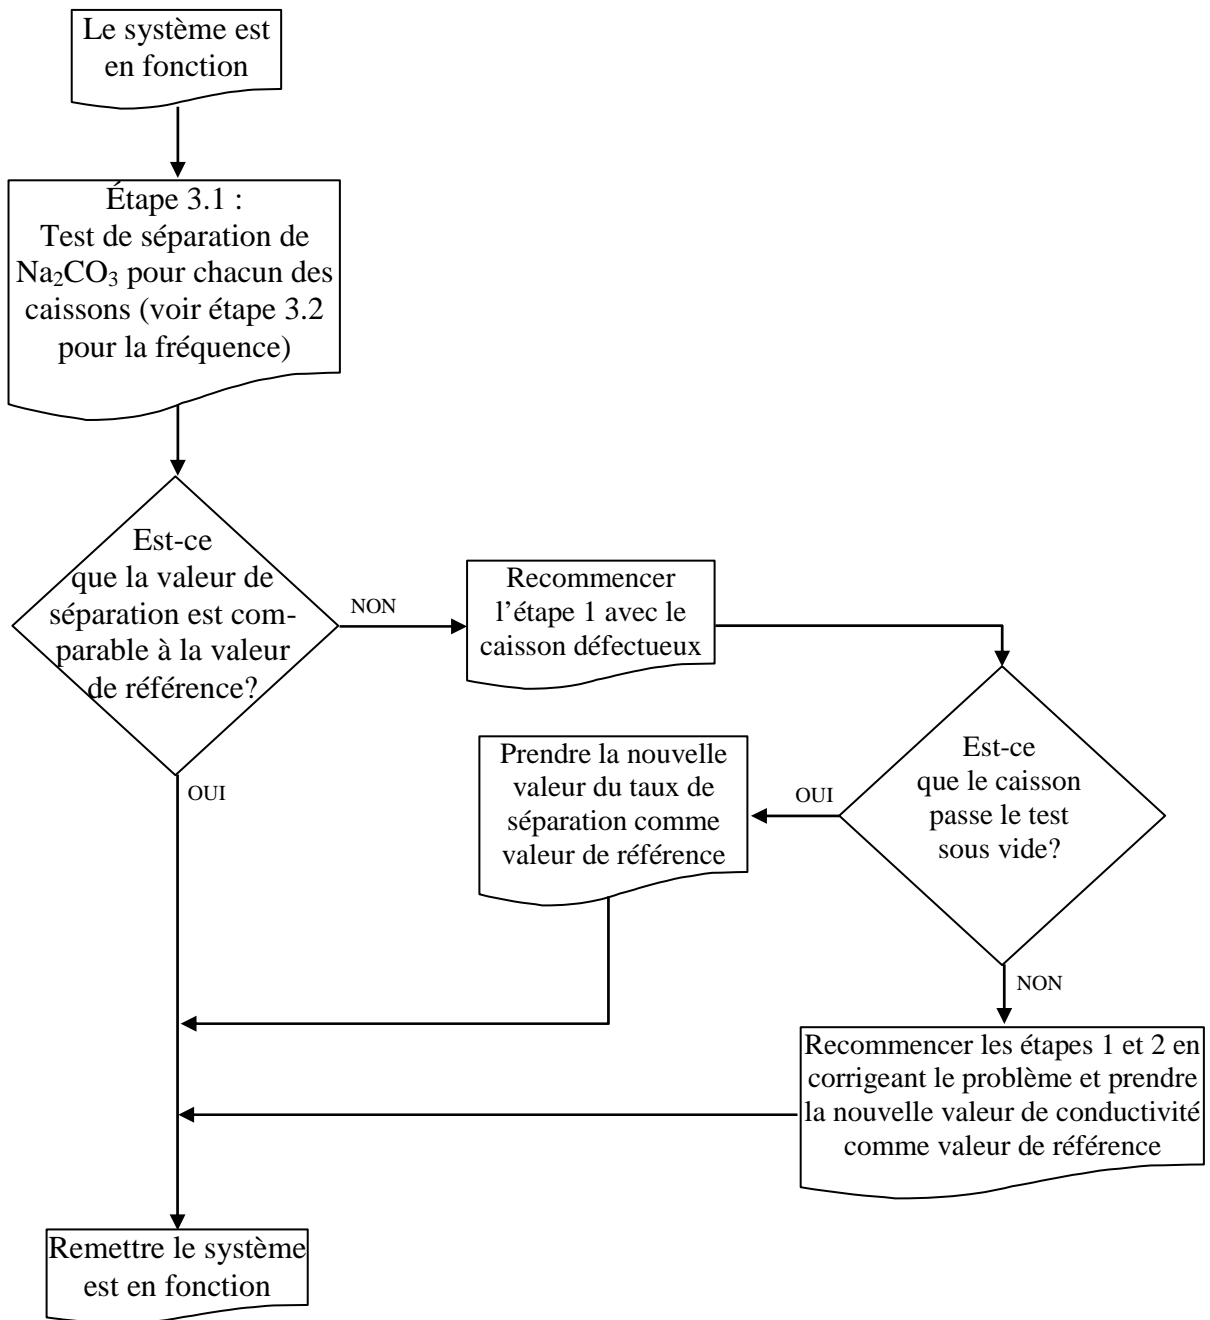 Le système est
en fonction
Étape 3.1 :
Test de séparation de
Na₂CO₃ pour chacun des
caissons (voir étape 3.2
pour la fréquence)
Est-ce
que la valeur de
séparation est com-
parable à la valeur
de référence?
NON
Recommencer
l’étape 1 avec le
caisson défectueux
OUI
Est-ce
que le caisson
passe le test
sous vide?
OUI
Prendre la nouvelle
valeur du taux de
séparation comme
valeur de référence
NON
Recommencer les étapes 1 et 2 en
corrigeant le problème et prendre
la nouvelle valeur de conductivité
comme valeur de référence
Remettre le système
est en fonction